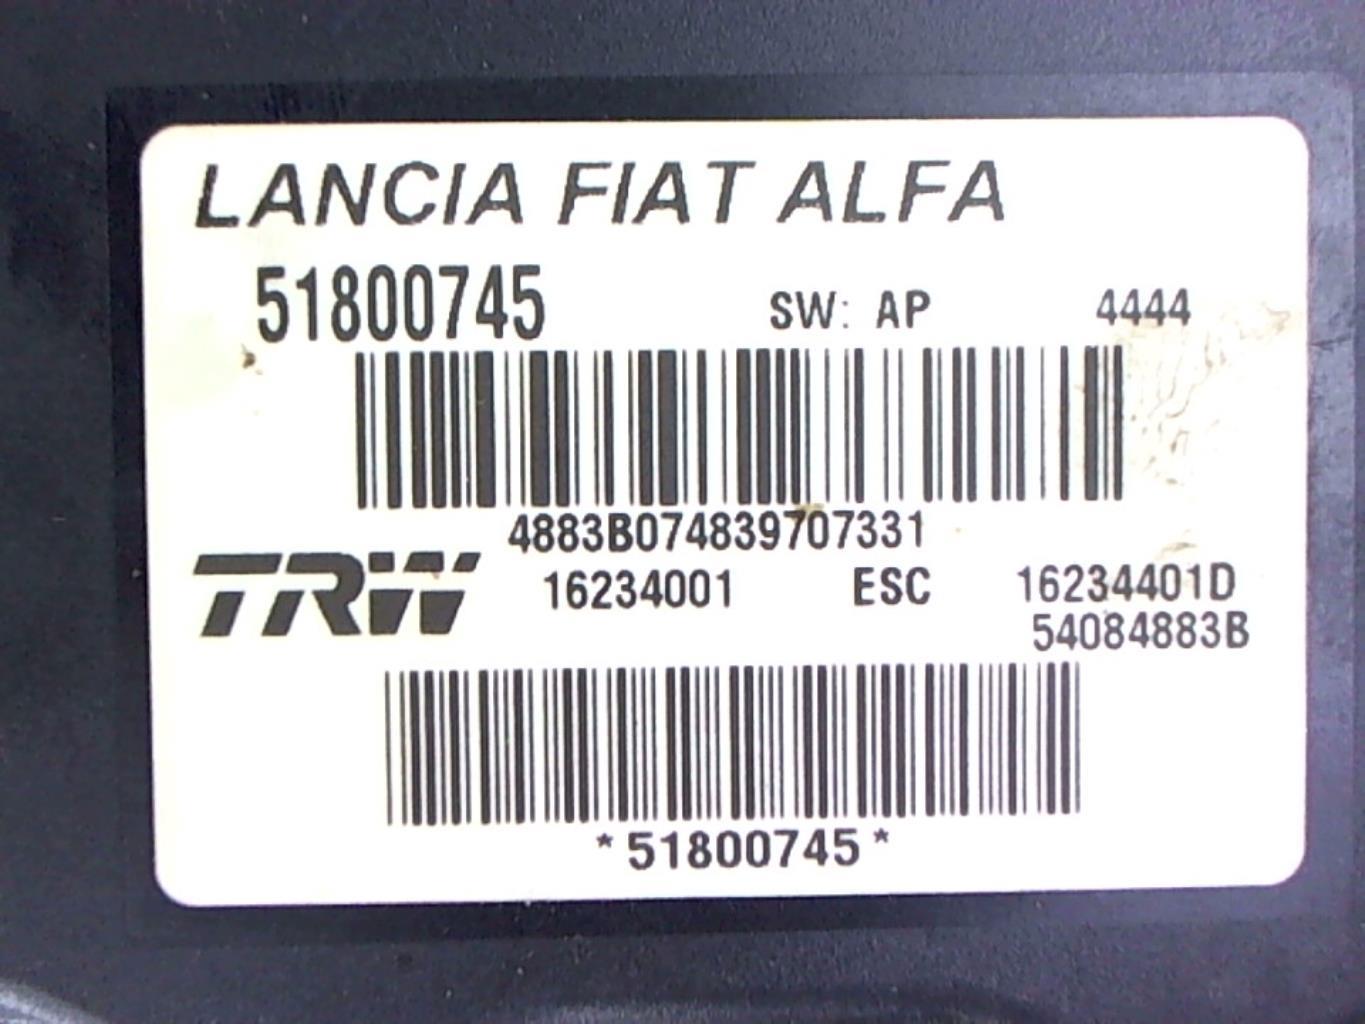 LANCIA FIAT ALFA
51800745 SW: AP 4444
4883B074839707331
TRW 16234001 ESC 16234401D
54084883B
*51800745*